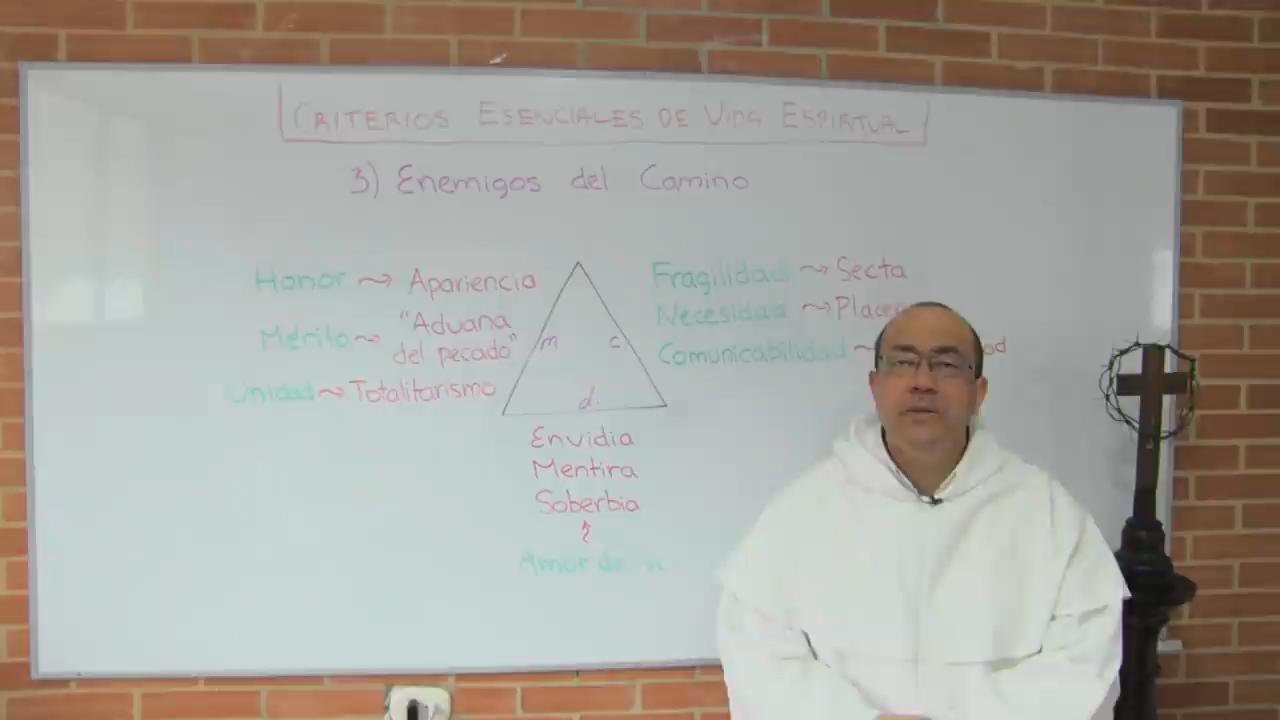 CRITERIOS ESENCIALES DE VIDA ESPIRITUAL
3) Enemigos del Camino
Honor ~> Apariencia
Mérito ~> "Aduana del pecado"
Unidad ~> Totalitarismo
m
c
d.
Fragilidad ~> Secta
Necesidad ~> Placer
Comunicabilidad ~>
Envidia
Mentira
Soberbia
Amor de